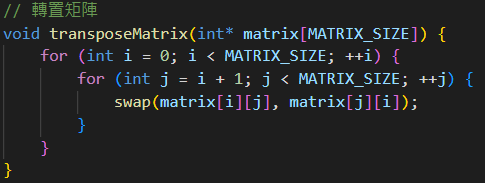 // 轉置矩陣
void transposeMatrix(int* matrix[MATRIX_SIZE]) {
    for (int i = 0; i < MATRIX_SIZE; ++i) {
        for (int j = i + 1; j < MATRIX_SIZE; ++j) {
            swap(matrix[i][j], matrix[j][i]);
        }
    }
}